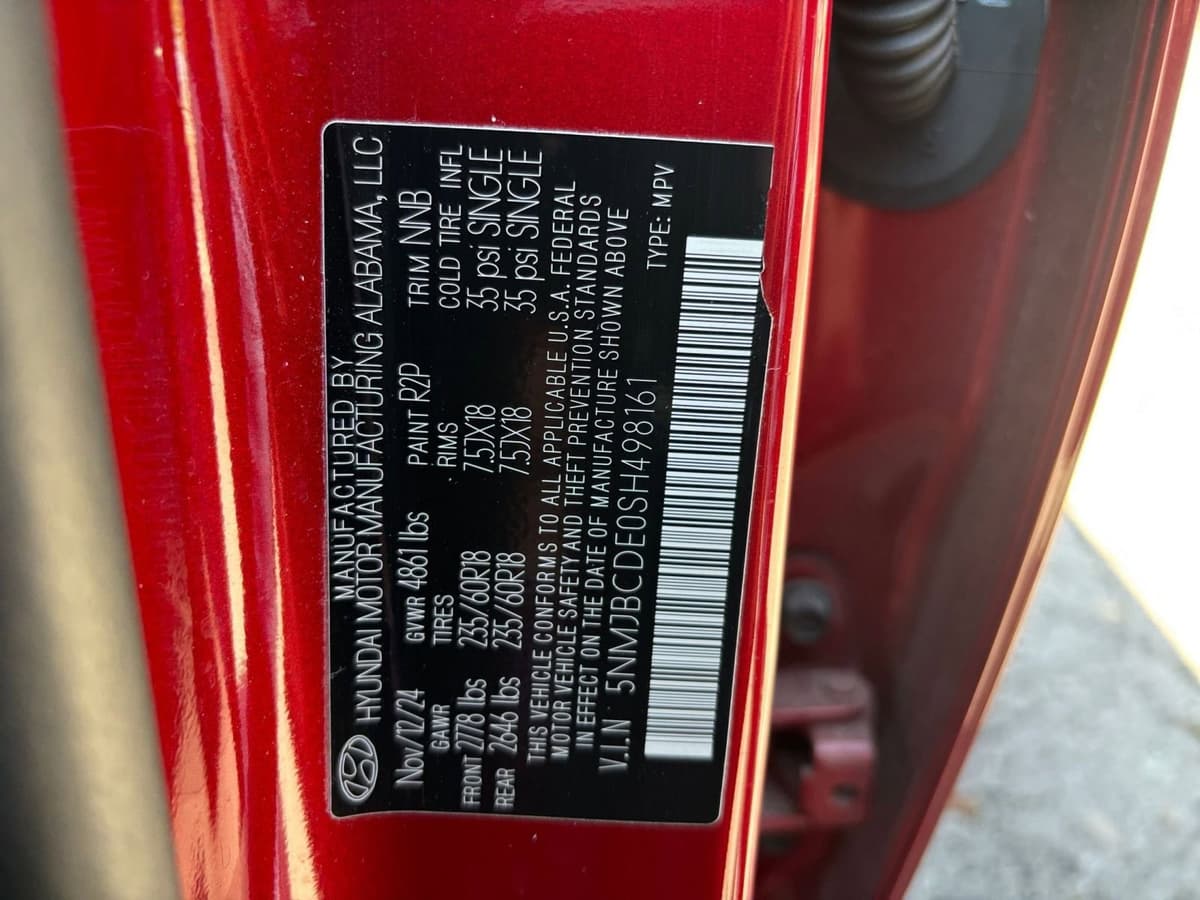 MANUFACTURED BY
HYUNDAI MOTOR MANUFACTURING ALABAMA, LLC
Nov/12/24 GVWR 4861 lbs PAINT R2P TRIM NNB
GAWR TIRES RIMS COLD TIRE INFL
FRONT 2778 lbs 235/60R18 7.5JX18 35 psi SINGLE
REAR 2646 lbs 235/60R18 7.5JX18 35 psi SINGLE
THIS VEHICLE CONFORMS TO ALL APPLICABLE U.S.A. FEDERAL
MOTOR VEHICLE SAFETY AND THEFT PREVENTION STANDARDS
IN EFFECT ON THE DATE OF MANUFACTURE SHOWN ABOVE
V.I.N 5NMJBCDE0SH498161 TYPE: MPV